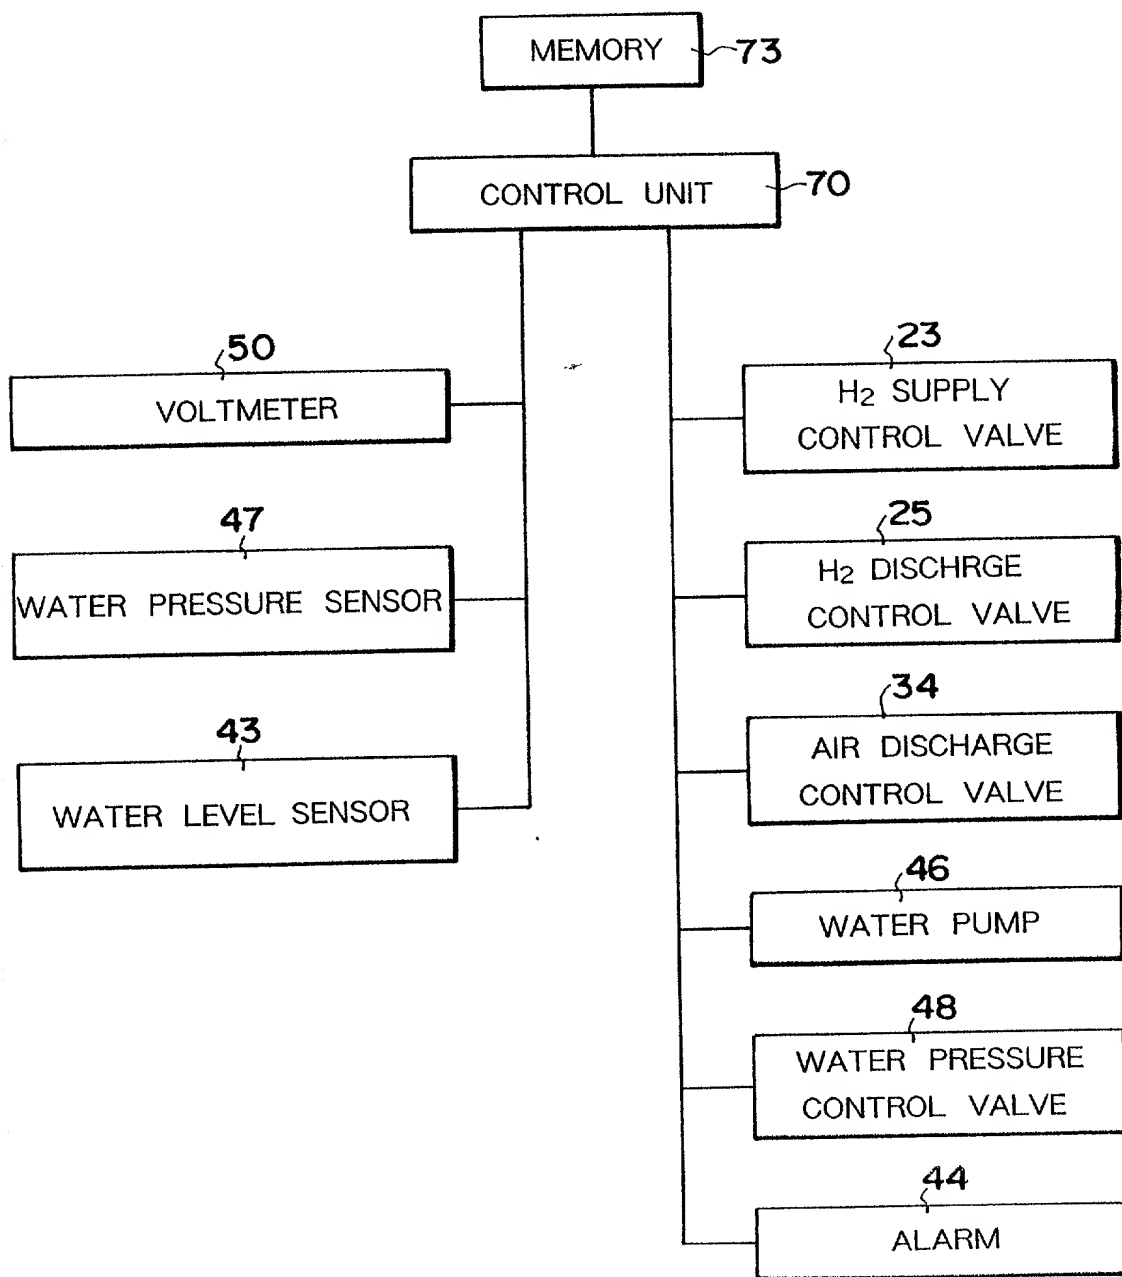 MEMORY
73
CONTROL UNIT
70
50
VOLTMETER
47
WATER PRESSURE SENSOR
43
WATER LEVEL SENSOR
23
H2 SUPPLY
CONTROL VALVE
25
H2 DISCHRGE
CONTROL VALVE
34
AIR DISCHARGE
CONTROL VALVE
46
WATER PUMP
48
WATER PRESSURE
CONTROL VALVE
44
ALARM